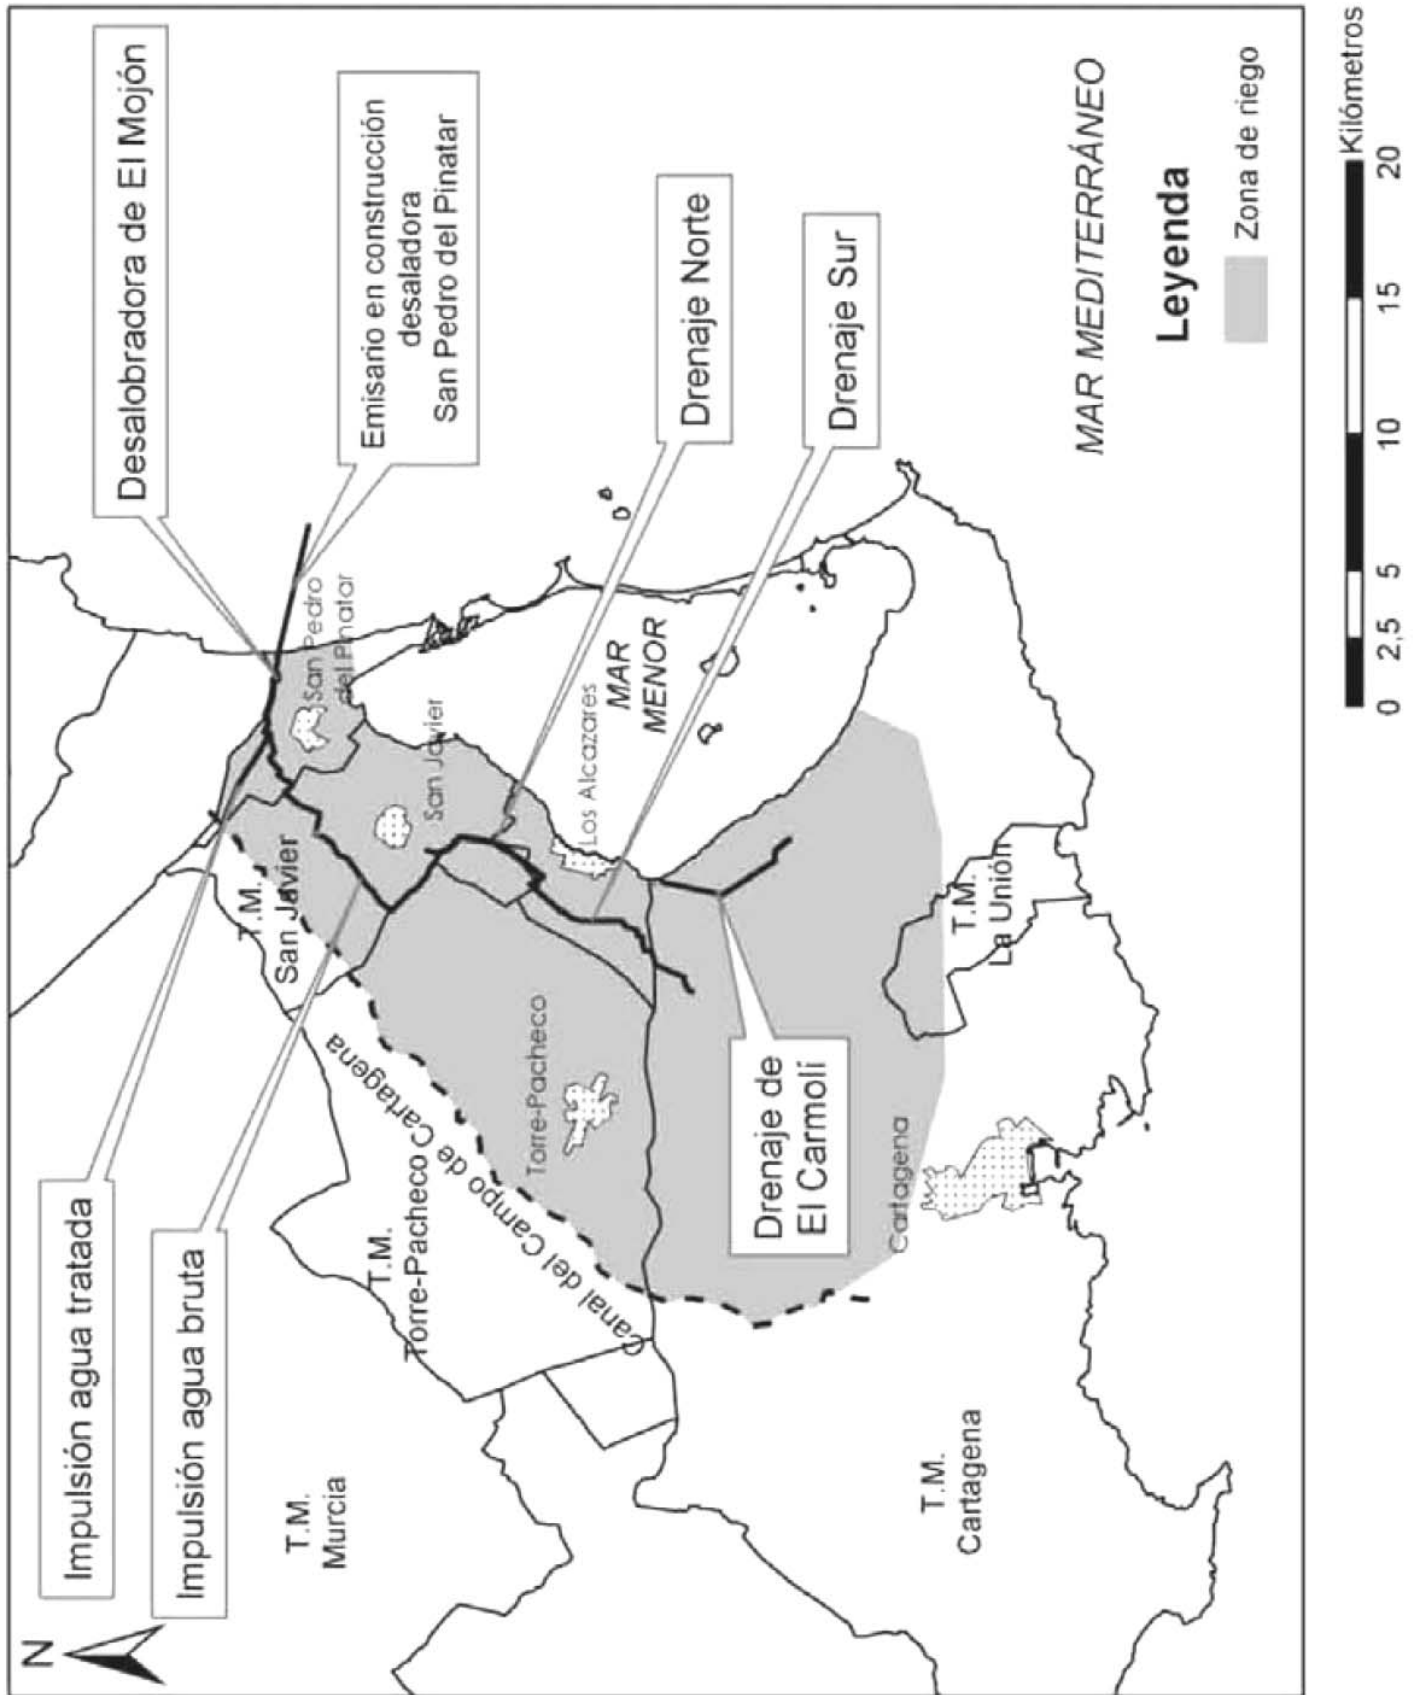 N
Impulsión agua tratada
Impulsión agua bruta
Desalobradora de El Mojón
Emisario en construcción
desaladora
San Pedro del Pinatar
Drenaje Norte
Drenaje Sur
Drenaje de
El Carmolí
T.M.
Murcia
T.M.
Torre-Pacheco
T.M.
San Javier
Canal del Campo de Cartagena
San Pedro
del Pinatar
San Javier
Los Alcazares
Torre-Pacheco
MAR
MENOR
Cartagena
T.M.
La Unión
T.M.
Cartagena
MAR MEDITERRÁNEO
Leyenda
Zona de riego
0 2,5 5 10 15 20
Kilómetros